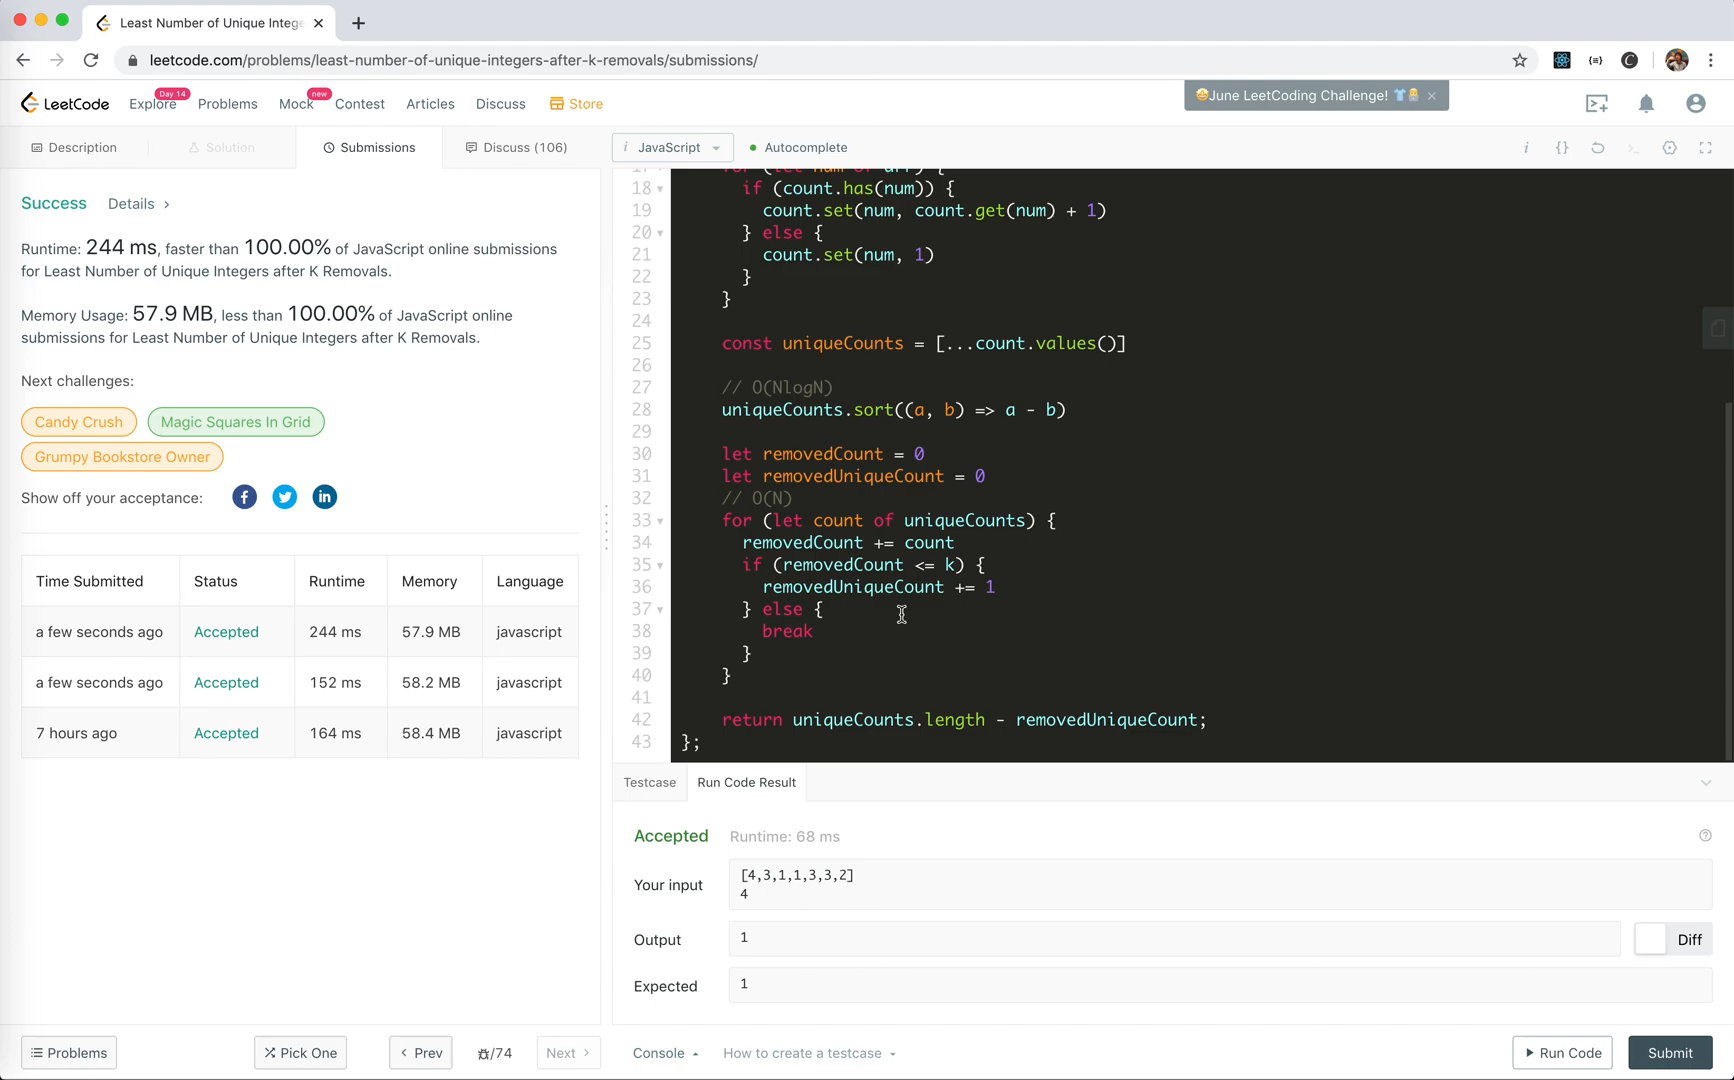 Least Number of Unique Intege
leetcode.com/problems/least-number-of-unique-integers-after-k-removals/submissions/
LeetCode
Explore
Day 14
Problems
Mock
new
Contest
Articles
Discuss
Store
🤩June LeetCoding Challenge! 👕
Description
Solution
Submissions
Discuss (106)
i JavaScript
Autocomplete
Success
Details
Runtime: 244 ms, faster than 100.00% of JavaScript online submissions
for Least Number of Unique Integers after K Removals.
Memory Usage: 57.9 MB, less than 100.00% of JavaScript online
submissions for Least Number of Unique Integers after K Removals.
Next challenges:
Candy Crush
Magic Squares In Grid
Grumpy Bookstore Owner
Show off your acceptance:
Time Submitted Status Runtime Memory Language
a few seconds ago Accepted 244 ms 57.9 MB javascript
a few seconds ago Accepted 152 ms 58.2 MB javascript
7 hours ago Accepted 164 ms 58.4 MB javascript
17 for (let num of arr) {
18 if (count.has(num)) {
19 count.set(num, count.get(num) + 1)
20 } else {
21 count.set(num, 1)
22 }
23 }
24
25 const uniqueCounts = [...count.values()]
26
27 // O(NlogN)
28 uniqueCounts.sort((a, b) => a - b)
29
30 let removedCount = 0
31 let removedUniqueCount = 0
32 // O(N)
33 for (let count of uniqueCounts) {
34 removedCount += count
35 if (removedCount <= k) {
36 removedUniqueCount += 1
37 } else {
38 break
39 }
40 }
41
42 return uniqueCounts.length - removedUniqueCount;
43 };
Testcase
Run Code Result
Accepted
Runtime: 68 ms
Your input
[4,3,1,1,3,3,2]
4
Output
1
Diff
Expected
1
Problems
Pick One
Prev
/74
Next
Console
How to create a testcase
Run Code
Submit